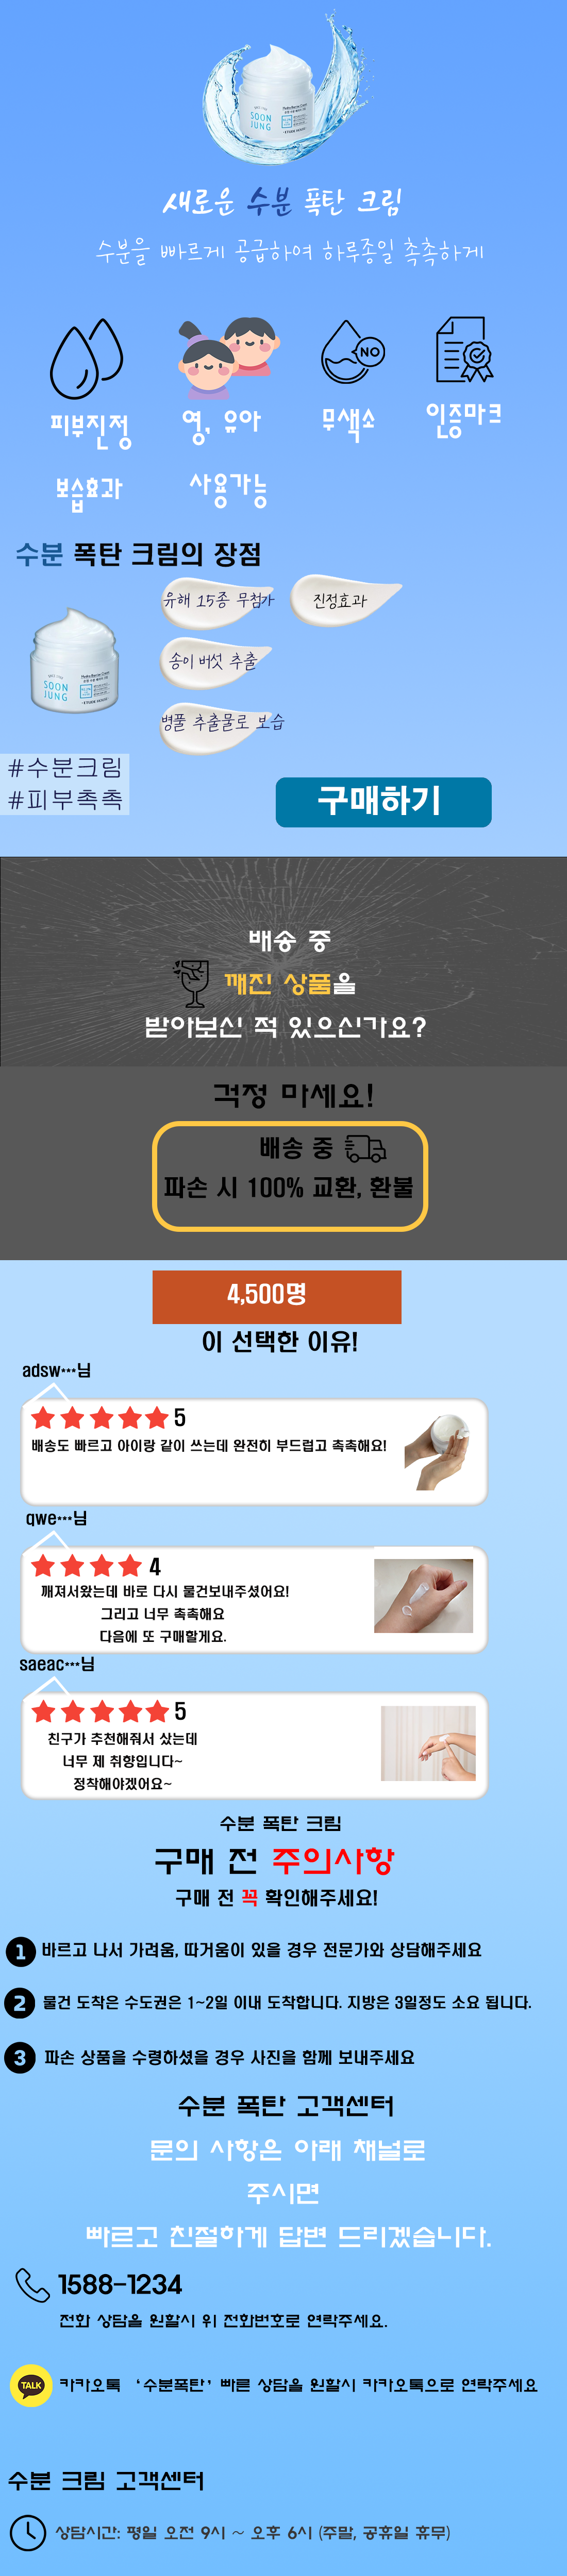 SOON
JUNG
새로운 수분 폭탄 크림
수분을 빠르게 공급하여 하루종일 촉촉하게
NO
피부진정
보습효과
영, 유아
사용가능
무색소
인증마크
수분 폭탄 크림의 장점
유해 15종 무첨가
진정효과
송이 버섯 추출
병풀 추출물로 보습
SOON
JUNG
#수분크림
#피부촉촉
구매하기
배송 중
깨진 상품을
받아보신 적 있으신가요?
걱정 마세요!
배송 중
파손 시 100% 교환, 환불
4,500명
이 선택한 이유!
adsw***님
5
배송도 빠르고 아이랑 같이 쓰는데 완전히 부드럽고 촉촉해요!
qwe***님
4
깨져서왔는데 바로 다시 물건보내주셨어요!
그리고 너무 촉촉해요
다음에 또 구매할게요.
saeac***님
5
친구가 추천해줘서 샀는데
너무 제 취향입니다~
정착해야겠어요~
수분 폭탄 크림
구매 전 주의사항
구매 전 꼭 확인해주세요!
1 바르고 나서 가려움, 따거움이 있을 경우 전문가와 상담해주세요
2 물건 도착은 수도권은 1~2일 이내 도착합니다. 지방은 3일정도 소요 됩니다.
3 파손 상품을 수령하셨을 경우 사진을 함께 보내주세요
수분 폭탄 고객센터
문의 사항은 아래 채널로
주시면
빠르고 친절하게 답변 드리겠습니다.
1588-1234
전화 상담을 원할시 위 전화번호로 연락주세요.
TALK
카카오톡 '수분폭탄' 빠른 상담을 원할시 카카오톡으로 연락주세요
수분 크림 고객센터
상담시간: 평일 오전 9시 ~ 오후 6시 (주말, 공휴일 휴무)